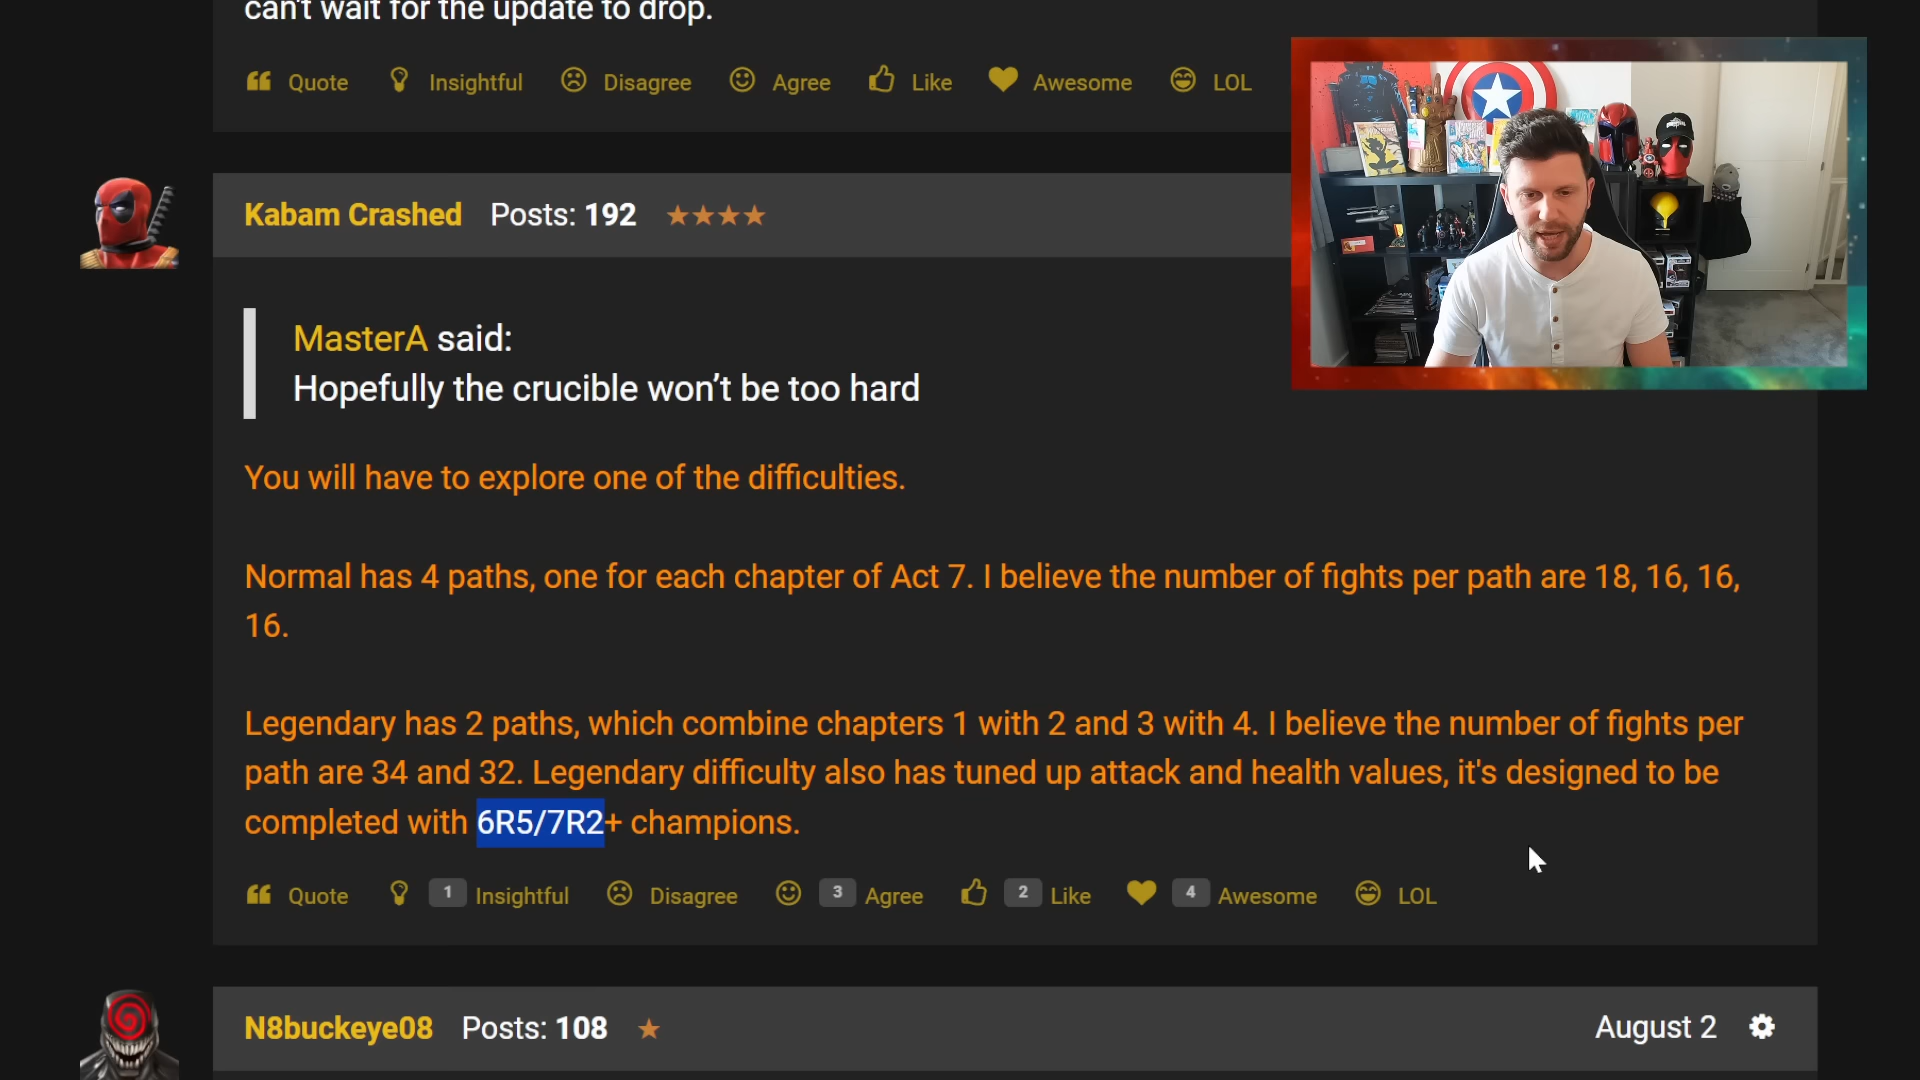 can't wait for the update to drop.
Quote Insightful Disagree Agree Like Awesome LOL
Kabam Crashed Posts: 192
MasterA said:
Hopefully the crucible won’t be too hard
You will have to explore one of the difficulties.
Normal has 4 paths, one for each chapter of Act 7. I believe the number of fights per path are 18, 16, 16,
16.
Legendary has 2 paths, which combine chapters 1 with 2 and 3 with 4. I believe the number of fights per
path are 34 and 32. Legendary difficulty also has tuned up attack and health values, it's designed to be
completed with 6R5/7R2+ champions.
Quote 1 Insightful Disagree 3 Agree 2 Like 4 Awesome LOL
N8buckeye08 Posts: 108 August 2